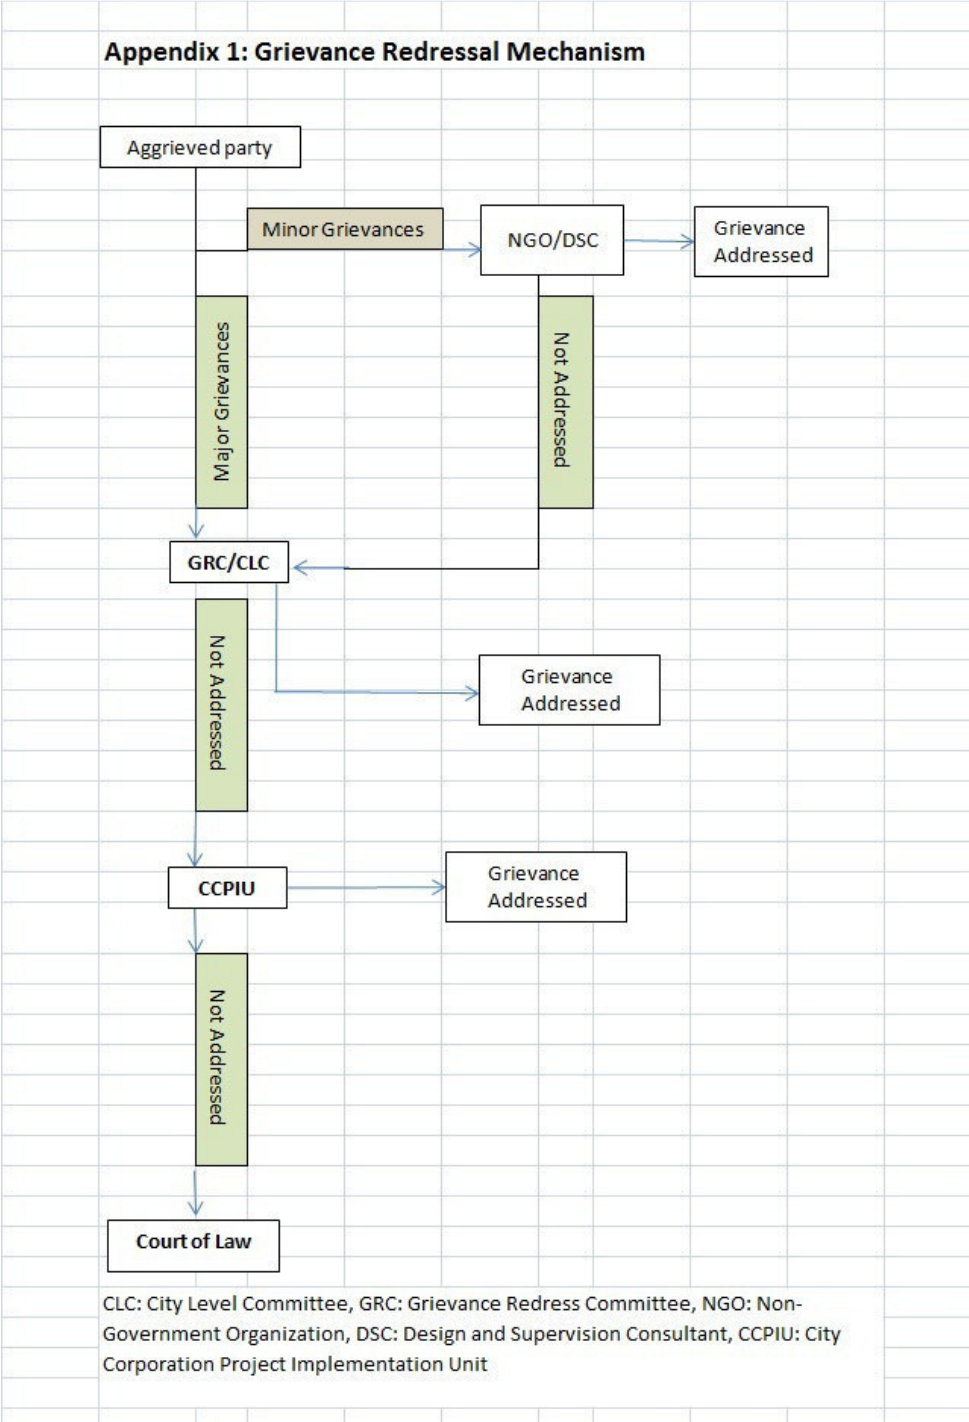 Appendix 1: Grievance Redressal Mechanism
Aggrieved party
Minor Grievances
NGO/DSC
Grievance
Addressed
Major Grievances
Not Addressed
GRC/CLC
Not Addressed
Grievance
Addressed
CCPIU
Grievance
Addressed
Not Addressed
Court of Law
CLC: City Level Committee, GRC: Grievance Redress Committee, NGO: Non-
Government Organization, DSC: Design and Supervision Consultant, CCPIU: City
Corporation Project Implementation Unit